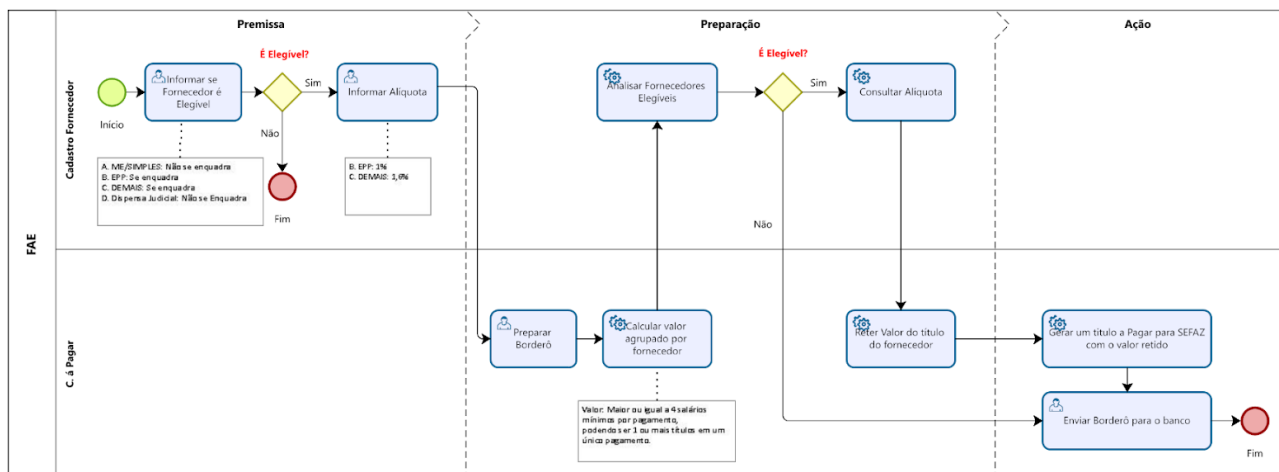 Premissa
Preparação
Ação
FAE
Cadastro Fornecedor
C. á Pagar
Início
Informar se
Fornecedor é
Elegível
É Elegível?
Sim
Não
Fim
Informar Alíquota
A. ME/SIMPLES: Não se enquadra
B. EPP: Se enquadra
C. DEMAIS: Se enquadra
D. Dispensa Judicial: Não se Enquadra
B. EPP: 1%
C. DEMAIS: 1,6%
Analisar Fornecedores
Elegíveis
É Elegível?
Sim
Não
Consultar Alíquota
Preparar
Borderô
Calcular valor
agrupado por
fornecedor
Valor: Maior ou igual a 4 salários
mínimos por pagamento,
podendo ser 1 ou mais títulos em um
único pagamento.
Reter Valor do título
do fornecedor
Gerar um título a Pagar para SEFAZ
com o valor retido
Enviar Borderô para o banco
Fim